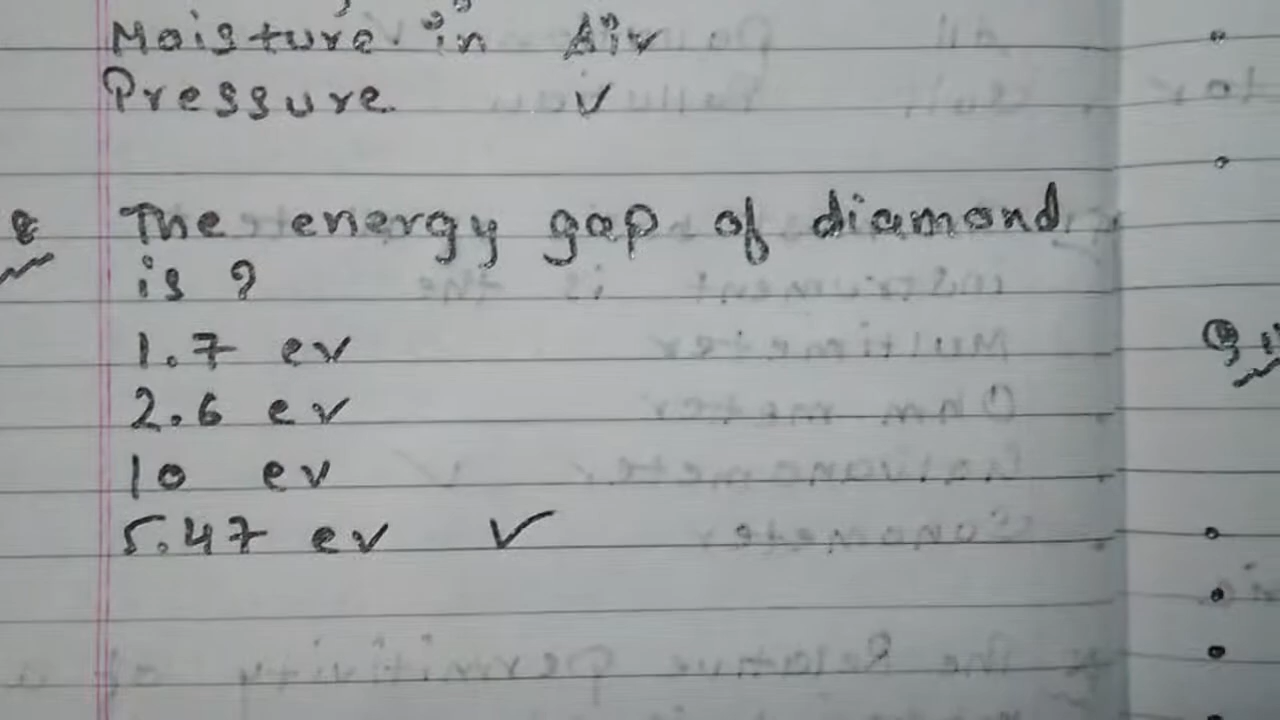 Moisture in Air
Pressure ✓
8 The energy gap of diamond
is ?
1.7 ev
2.6 ev
10 ev
5.47 ev ✓